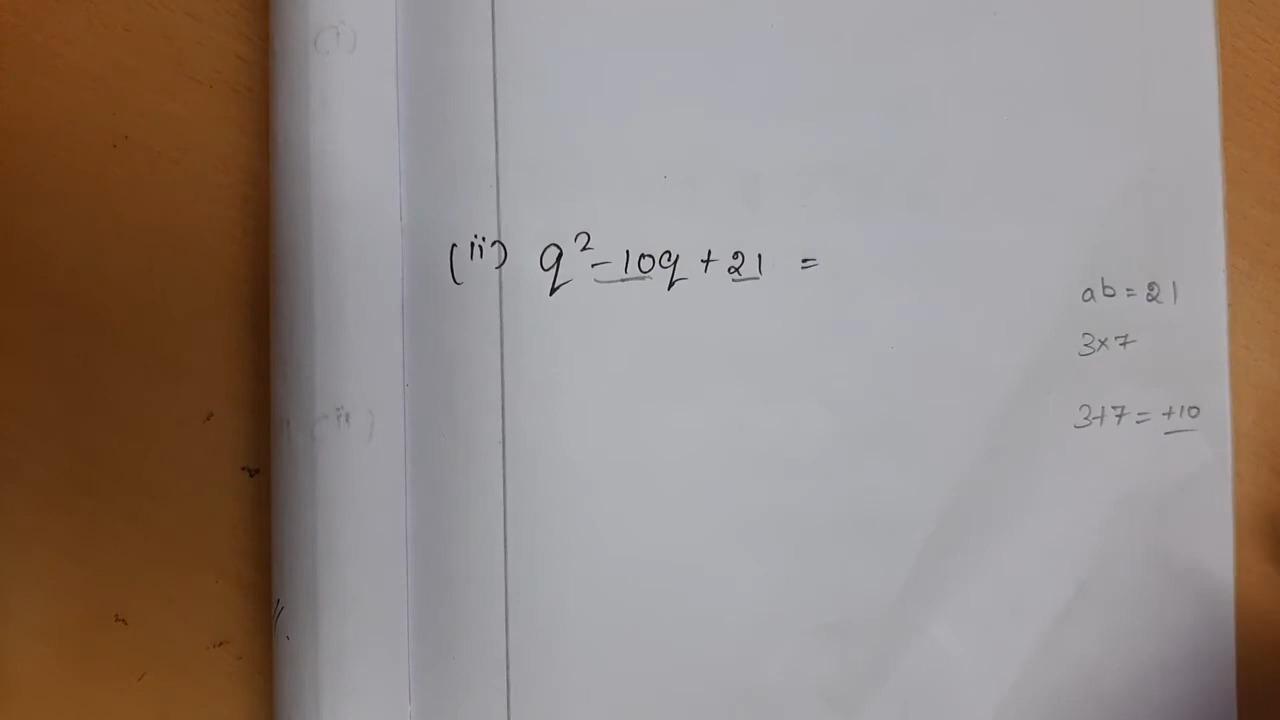 (ii) q² - 10q + 21 =
ab = 21
3×7
3+7 = +10